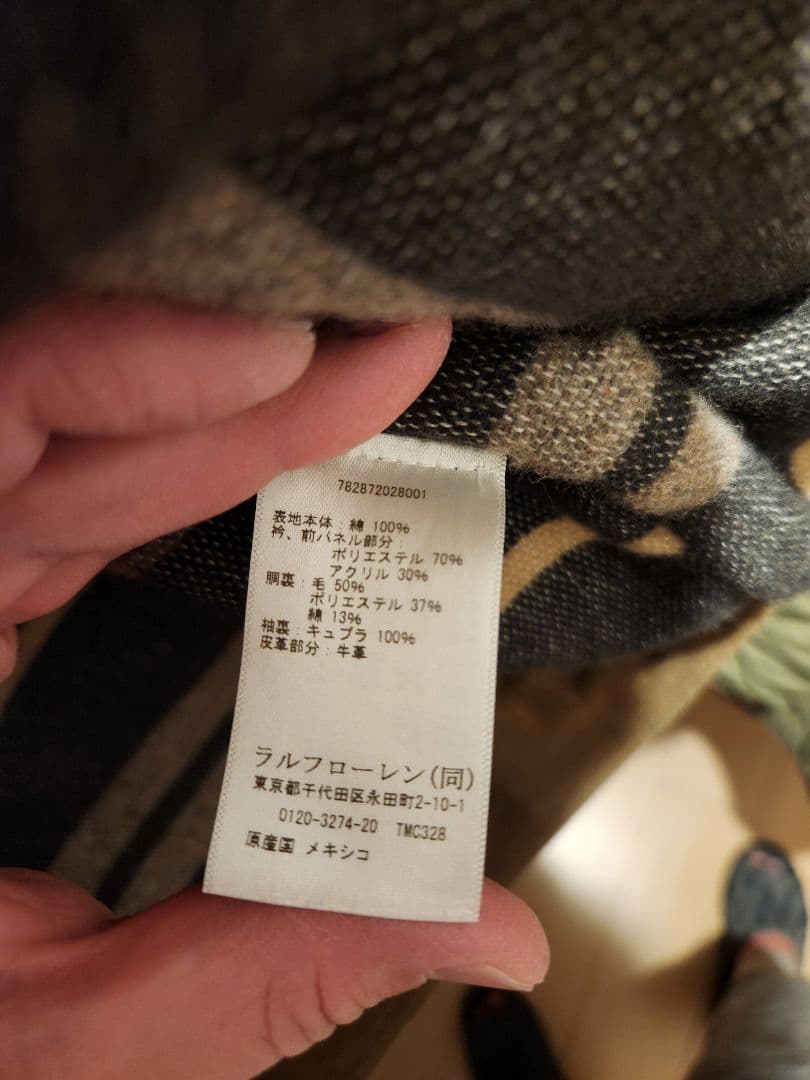 782872028001
表地本体：綿 100%
衿、前パネル部分：
ポリエステル 70%
アクリル 30%
胴裏：毛 50%
ポリエステル 37%
綿 13%
袖裏：キュプラ 100%
皮革部分：牛革
ラルフローレン(同)
東京都千代田区永田町2-10-1
0120-3274-20 TMC328
原産国 メキシコ